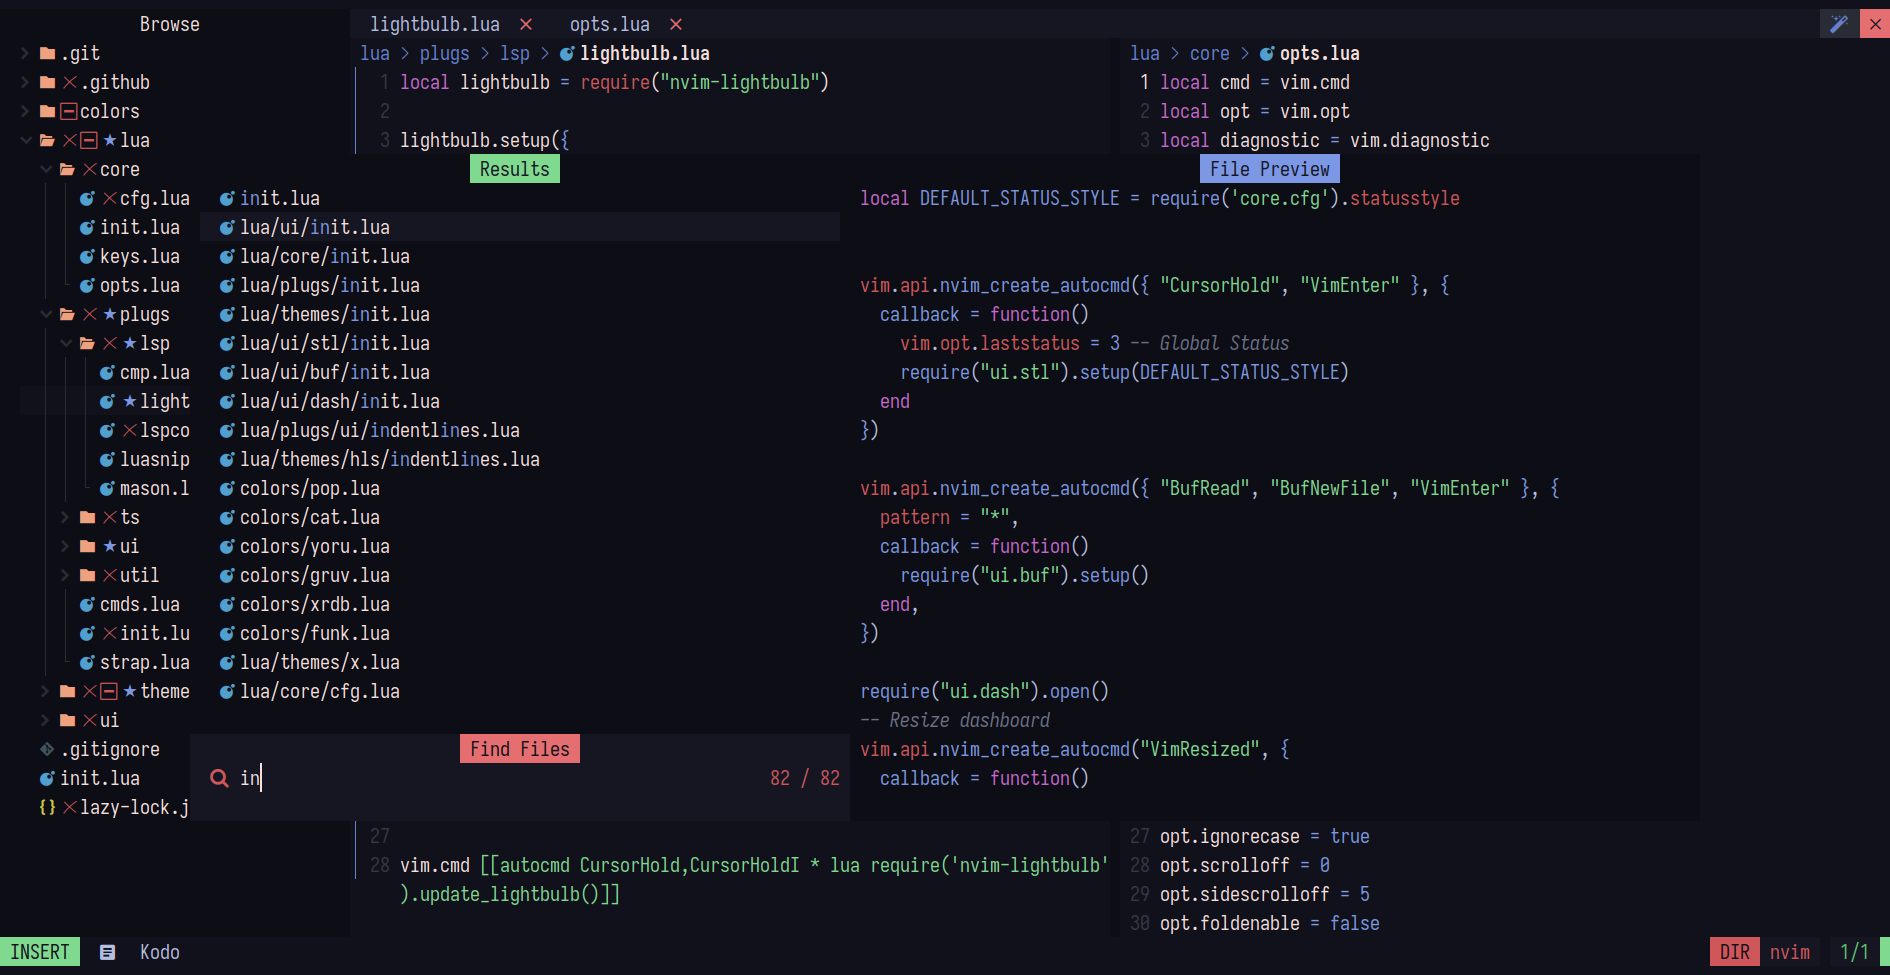 Browse
lightbulb.lua × opts.lua ×
.git
.github
colors
lua
core
cfg.lua
init.lua
keys.lua
opts.lua
plugs
lsp
cmp.lua
light
lspco
luasnip
mason.l
ts
ui
util
cmds.lua
init.lu
strap.lua
theme
ui
.gitignore
init.lua
{} lazy-lock.j
lua > plugs > lsp > lightbulb.lua
1 local lightbulb = require("nvim-lightbulb")
2
3 lightbulb.setup({
lua > core > opts.lua
1 local cmd = vim.cmd
2 local opt = vim.opt
3 local diagnostic = vim.diagnostic
Results
init.lua
lua/ui/init.lua
lua/core/init.lua
lua/plugs/init.lua
lua/themes/init.lua
lua/ui/stl/init.lua
lua/ui/buf/init.lua
lua/ui/dash/init.lua
lua/plugs/ui/indentlines.lua
lua/themes/hls/indentlines.lua
colors/pop.lua
colors/cat.lua
colors/yoru.lua
colors/gruv.lua
colors/xrdb.lua
colors/funk.lua
lua/themes/x.lua
lua/core/cfg.lua
Find Files
in 82 / 82
File Preview
local DEFAULT_STATUS_STYLE = require('core.cfg').statusstyle
vim.api.nvim_create_autocmd({ "CursorHold", "VimEnter" }, {
callback = function()
vim.opt.laststatus = 3 -- Global Status
require("ui.stl").setup(DEFAULT_STATUS_STYLE)
end
})
vim.api.nvim_create_autocmd({ "BufRead", "BufNewFile", "VimEnter" }, {
pattern = "*",
callback = function()
require("ui.buf").setup()
end,
})
require("ui.dash").open()
-- Resize dashboard
vim.api.nvim_create_autocmd("VimResized", {
callback = function()
27
28 vim.cmd [[autocmd CursorHold,CursorHoldI * lua require('nvim-lightbulb'
).update_lightbulb()]]
27 opt.ignorecase = true
28 opt.scrolloff = 0
29 opt.sidescrolloff = 5
30 opt.foldenable = false
INSERT Kodo
DIR nvim 1/1